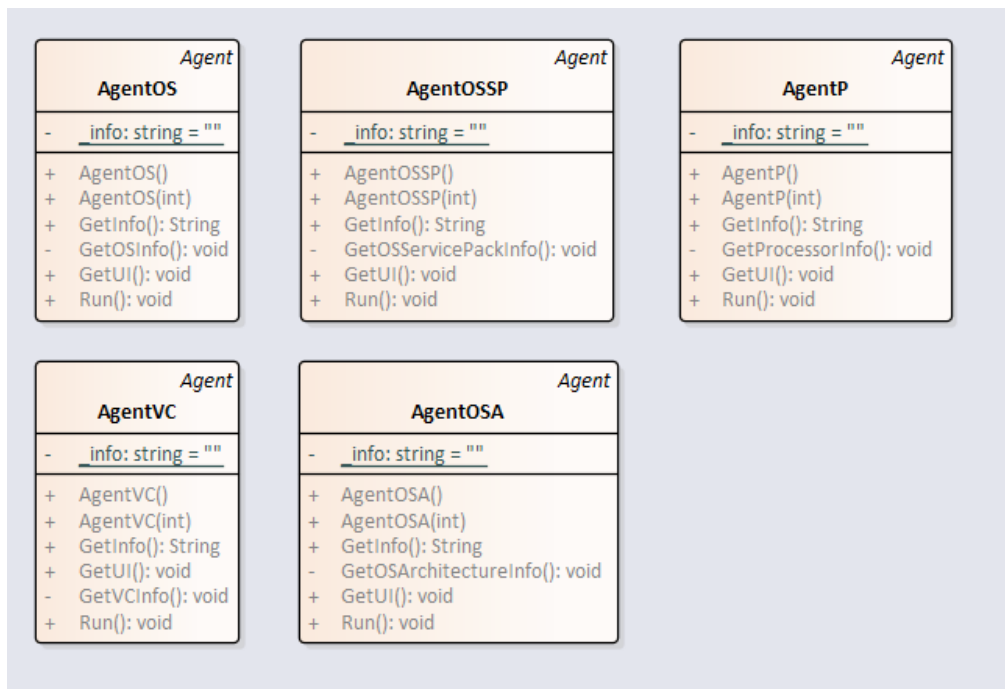 Agent
AgentOS
- _info: string = ""
+ AgentOS()
+ AgentOS(int)
+ GetInfo(): String
- GetOSInfo(): void
+ GetUI(): void
+ Run(): void
Agent
AgentOSSP
- _info: string = ""
+ AgentOSSP()
+ AgentOSSP(int)
+ GetInfo(): String
- GetOSServicePackInfo(): void
+ GetUI(): void
+ Run(): void
Agent
AgentP
- _info: string = ""
+ AgentP()
+ AgentP(int)
+ GetInfo(): String
- GetProcessorInfo(): void
+ GetUI(): void
+ Run(): void
Agent
AgentVC
- _info: string = ""
+ AgentVC()
+ AgentVC(int)
+ GetInfo(): String
+ GetUI(): void
- GetVCInfo(): void
+ Run(): void
Agent
AgentOSA
- _info: string = ""
+ AgentOSA()
+ AgentOSA(int)
+ GetInfo(): String
- GetOSArchitectureInfo(): void
+ GetUI(): void
+ Run(): void